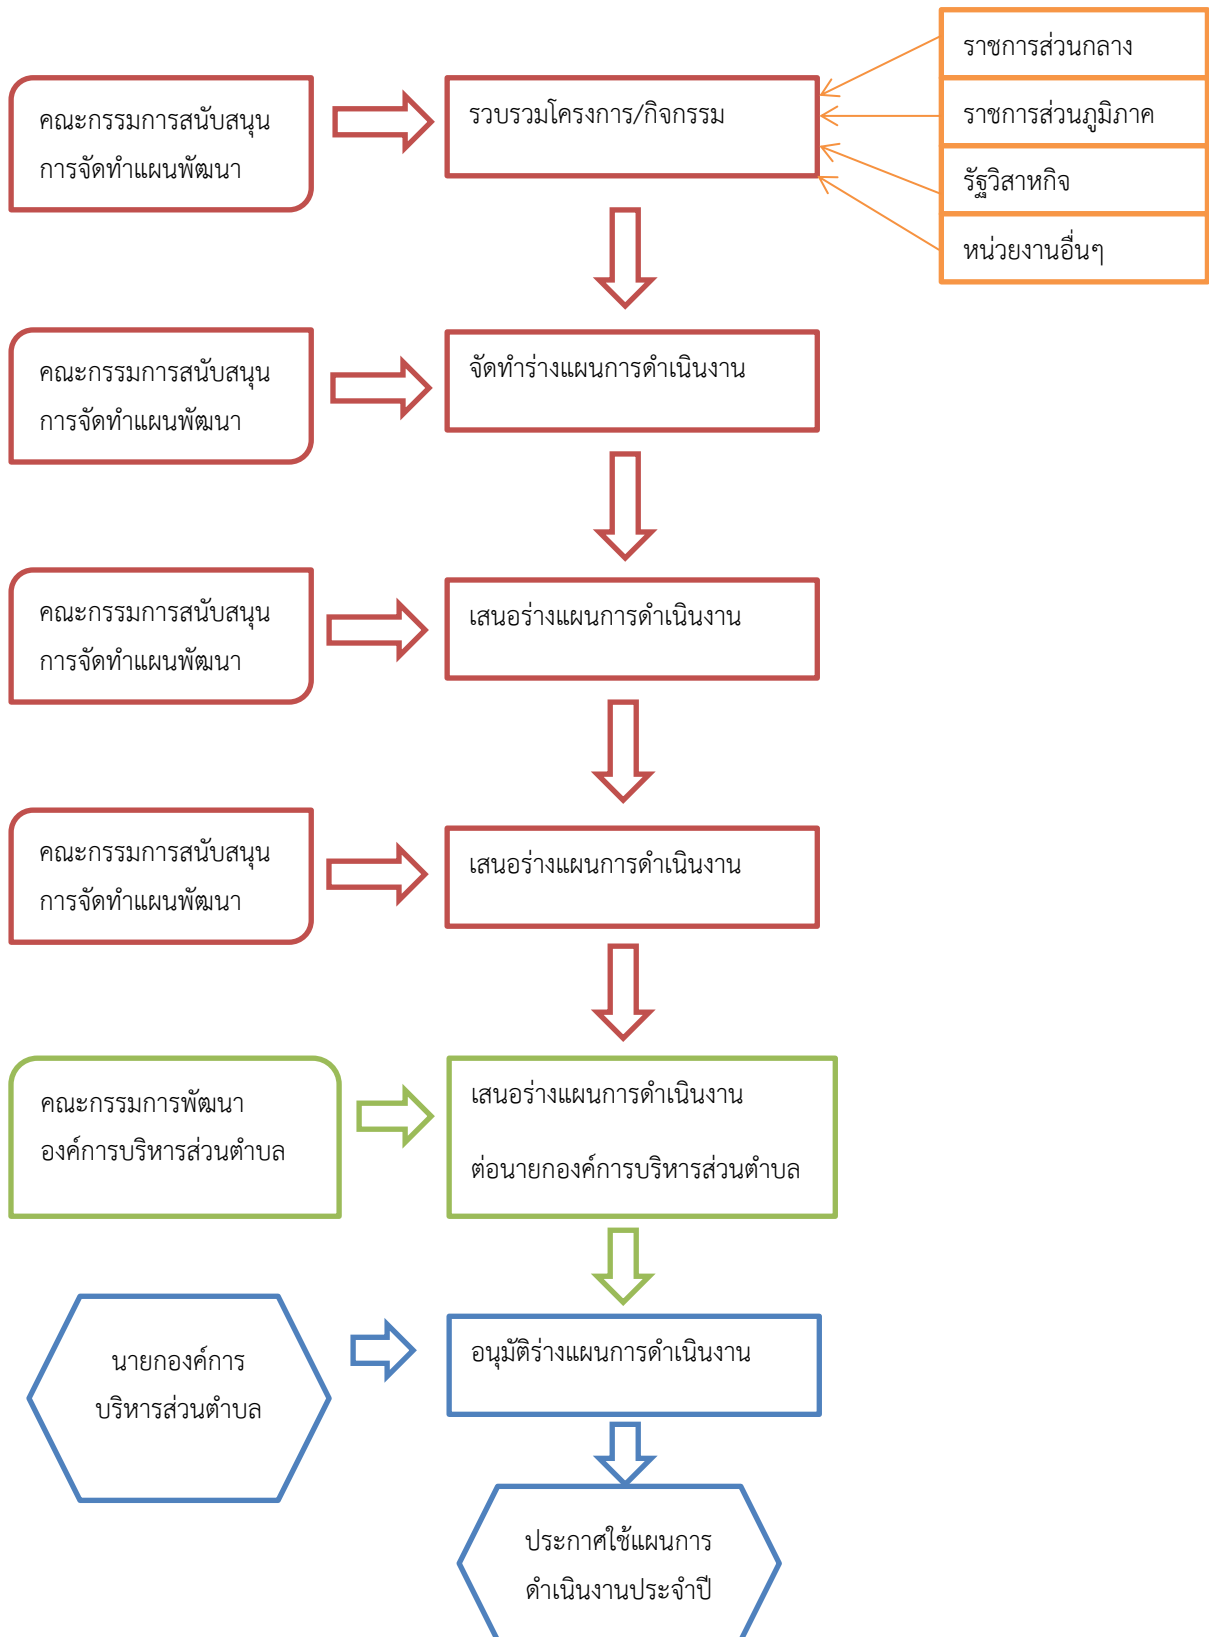 ราชการส่วนกลาง
ราชการส่วนภูมิภาค
รัฐวิสาหกิจ
หน่วยงานอื่นๆ
คณะกรรมการสนับสนุน
การจัดทำแผนพัฒนา
รวบรวมโครงการ/กิจกรรม
คณะกรรมการสนับสนุน
การจัดทำแผนพัฒนา
จัดทำร่างแผนการดำเนินงาน
คณะกรรมการสนับสนุน
การจัดทำแผนพัฒนา
เสนอร่างแผนการดำเนินงาน
คณะกรรมการสนับสนุน
การจัดทำแผนพัฒนา
เสนอร่างแผนการดำเนินงาน
คณะกรรมการพัฒนา
องค์การบริหารส่วนตำบล
เสนอร่างแผนการดำเนินงาน
ต่อนายกองค์การบริหารส่วนตำบล
นายกองค์การ
บริหารส่วนตำบล
อนุมัติร่างแผนการดำเนินงาน
ประกาศใช้แผนการ
ดำเนินงานประจำปี